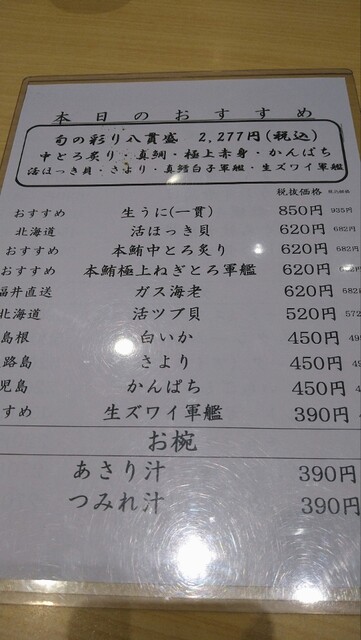 本日のおすすめ
旬の彩り八貫盛 2,277円(税込)
中とろ炙り・真鯛・極上赤身・かんぱち
活ほっき貝・さより・真鱈白子軍艦・生ズワイ軍艦
税抜価格 税込価格
おすすめ 生うに(一貫) 850円 935円
北海道 活ほっき貝 620円 682円
おすすめ 本鮪中とろ炙り 620円 682円
おすすめ 本鮪極上ねぎとろ軍艦 620円
福井直送 ガス海老 620円 682
北海道 活ツブ貝 520円 572
島根 白いか 450円 49
路島 さより 450円 49
児島 かんぱち 450円 49
すめ 生ズワイ軍艦 390円 4
お椀
あさり汁 390円
つみれ汁 390円